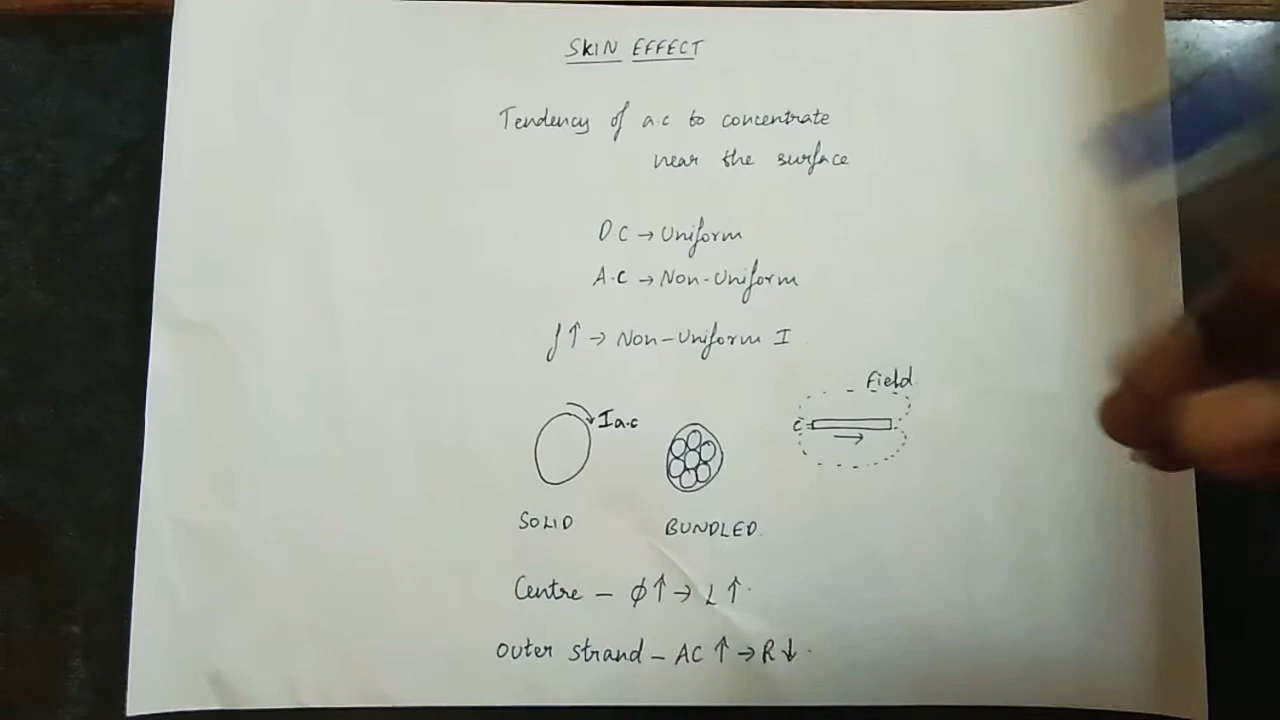 SKIN EFFECT
Tendency of a.c to concentrate
near the surface
D.C → Uniform
A.C → Non-Uniform
f ↑ → Non-Uniform I
Field
I a.c
C
SOLID
BUNDLED
Centre – ϕ ↑ → L ↑
outer strand – AC ↑ → R ↓